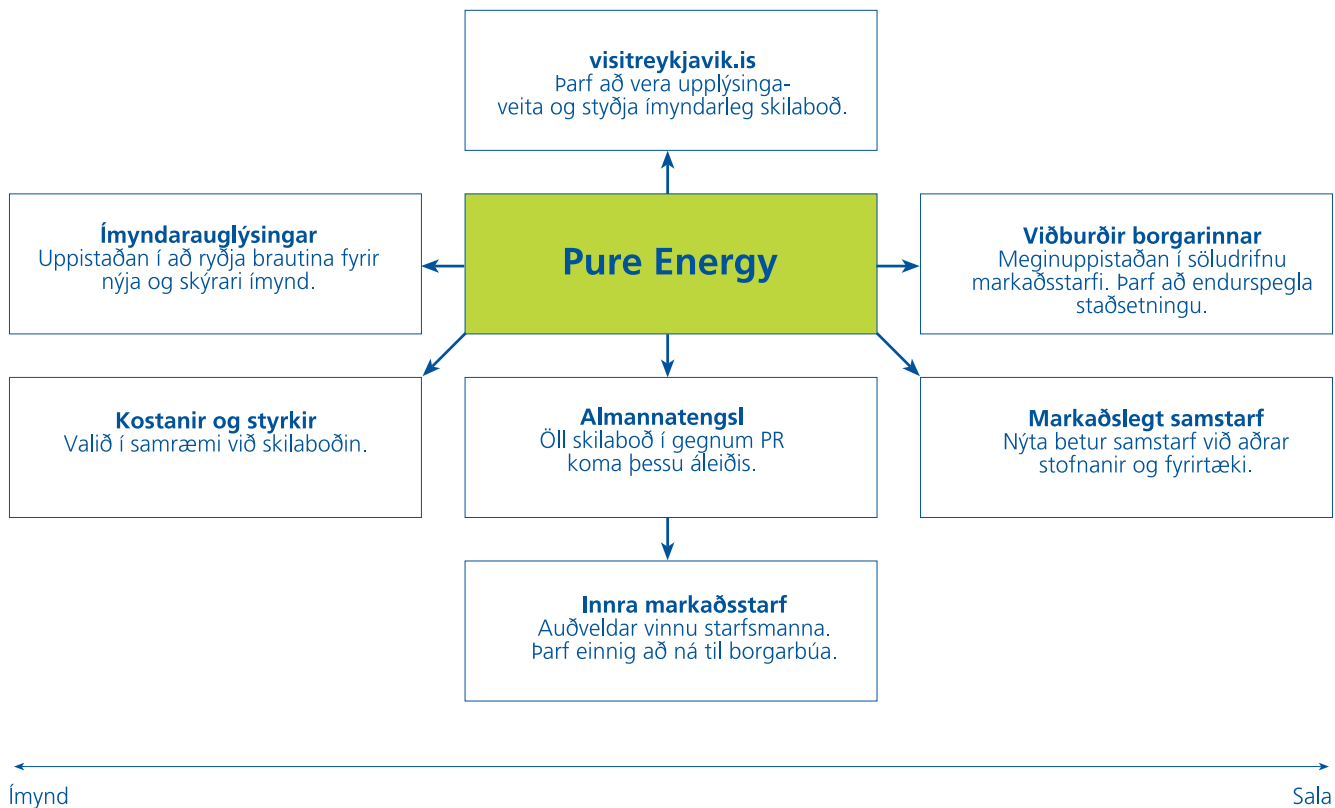 visitreykjavik.is
Þarf að vera upplýsinga-
veita og styðja ímyndarleg skilaboð.
Ímyndarauglýsingar
Uppistaðan í að ryðja brautina fyrir
nýja og skýrari ímynd.
Pure Energy
Viðburðir borgarinnar
Meginuppistaðan í söludrifnu
markaðsstarfi. Þarf að endurspegla
staðsetningu.
Kostanir og styrkir
Valið í samræmi við skilaboðin.
Almannatengsl
Öll skilaboð í gegnum PR
koma þessu áleiðis.
Markaðslegt samstarf
Nýta betur samstarf við aðrar
stofnanir og fyrirtæki.
Innra markaðsstarf
Auðveldar vinnu starfsmanna.
Þarf einnig að ná til borgarbúa.
Ímynd
Sala